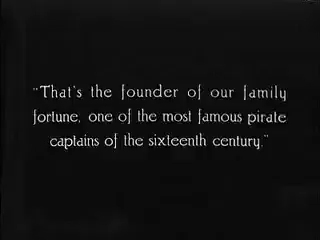 "That's the founder of our family
fortune, one of the most famous pirate
captains of the sixteenth century."